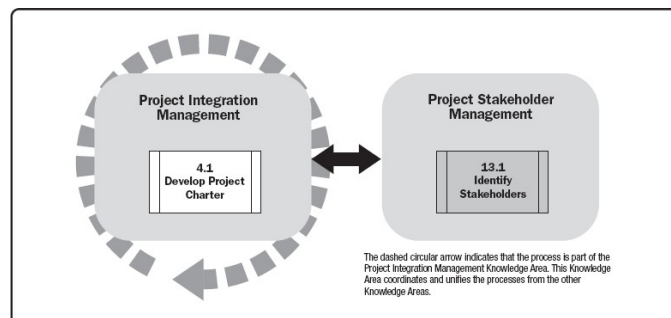 Project Integration
Management
4.1
Develop Project
Charter
Project Stakeholder
Management
13.1
Identify
Stakeholders
The dashed circular arrow indicates that the process is part of the
Project Integration Management Knowledge Area. This Knowledge
Area coordinates and unifies the processes from the other
Knowledge Areas.